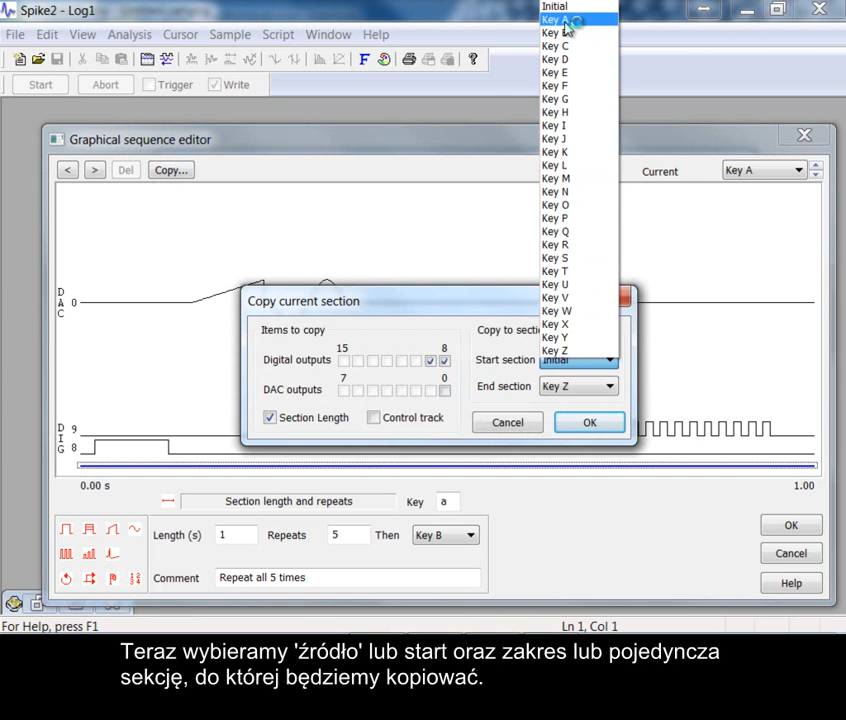 Spike2 - Log1
File Edit View Analysis Cursor Sample Script Window Help
Start Abort Trigger Write
Initial
Key A
Key C
Key D
Key E
Key F
Key G
Key H
Key I
Key J
Key K
Key L
Key M
Key N
Key O
Key P
Key Q
Key R
Key S
Key T
Key U
Key V
Key W
Key X
Key Y
Key Z
Graphical sequence editor
< > Del Copy... Current Key A
DAC 0
Copy current section
Items to copy
15 8
Digital outputs
7 0
DAC outputs
Section Length Control track
Copy to secti
Start section Initial
End section Key Z
Cancel OK
DIG 9 8
0.00 s 1.00
Section length and repeats Key a
Length (s) 1 Repeats 5 Then Key B
Comment Repeat all 5 times
OK
Cancel
Help
For Help, press F1 Ln 1, Col 1
Teraz wybieramy 'źródło' lub start oraz zakres lub pojedyncza
sekcję, do której będziemy kopiować.